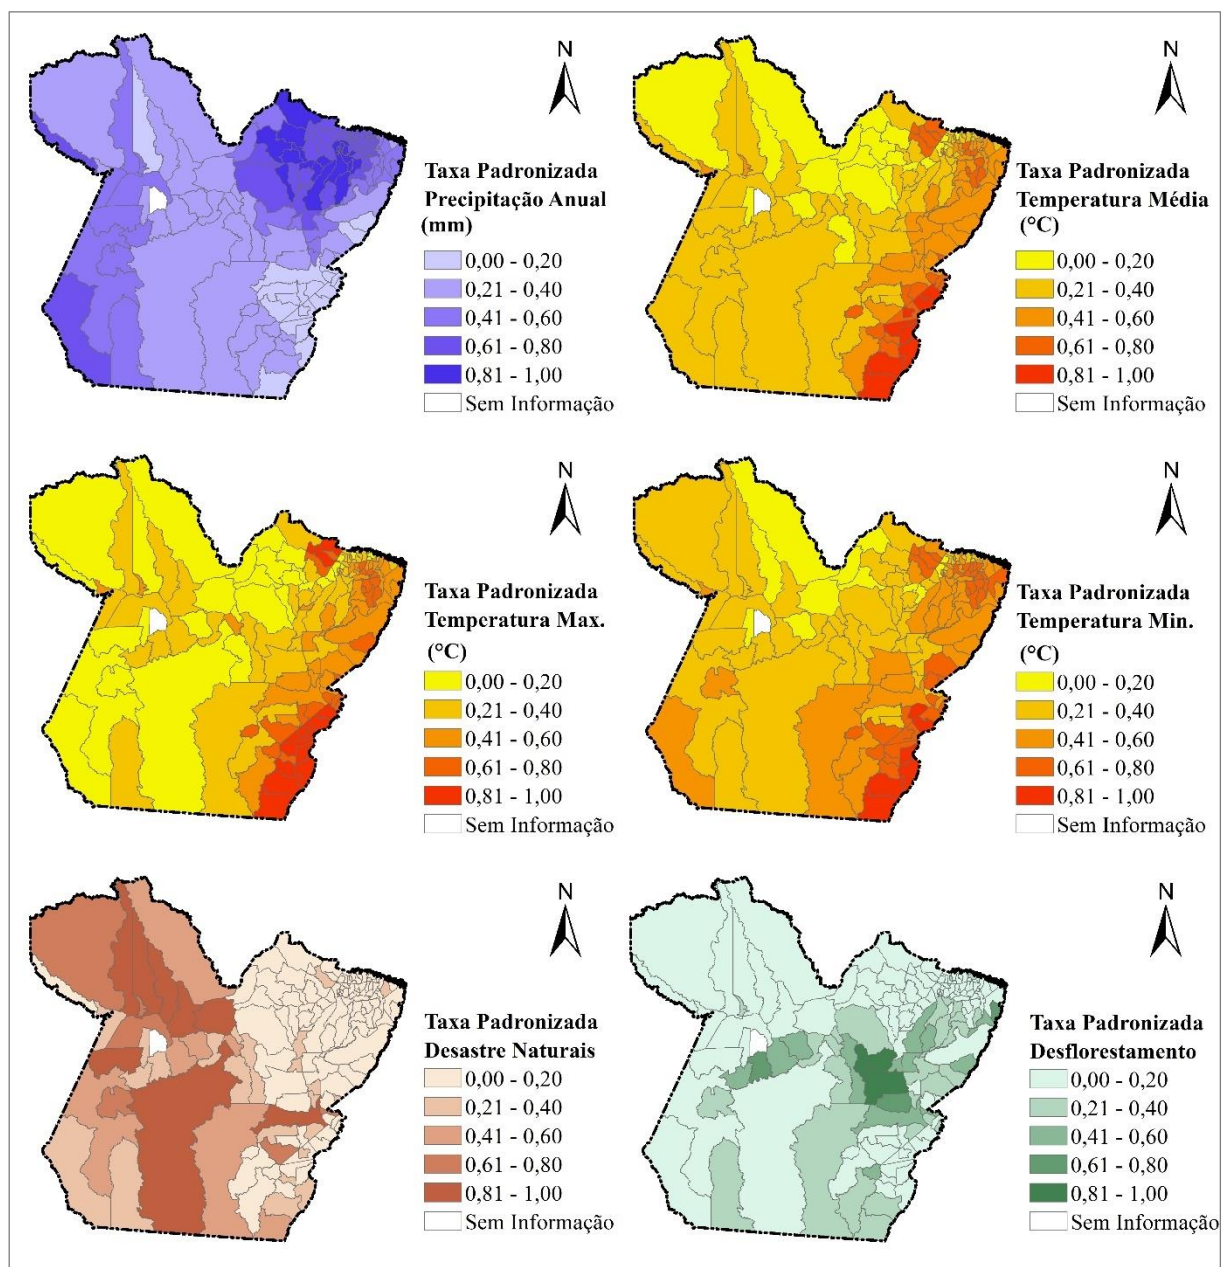 N
Taxa Padronizada
Precipitação Anual
(mm)
0,00 - 0,20
0,21 - 0,40
0,41 - 0,60
0,61 - 0,80
0,81 - 1,00
Sem Informação
N
Taxa Padronizada
Temperatura Média
(°C)
0,00 - 0,20
0,21 - 0,40
0,41 - 0,60
0,61 - 0,80
0,81 - 1,00
Sem Informação
N
Taxa Padronizada
Temperatura Max.
(°C)
0,00 - 0,20
0,21 - 0,40
0,41 - 0,60
0,61 - 0,80
0,81 - 1,00
Sem Informação
N
Taxa Padronizada
Temperatura Min.
(°C)
0,00 - 0,20
0,21 - 0,40
0,41 - 0,60
0,61 - 0,80
0,81 - 1,00
Sem Informação
N
Taxa Padronizada
Desastre Naturais
0,00 - 0,20
0,21 - 0,40
0,41 - 0,60
0,61 - 0,80
0,81 - 1,00
Sem Informação
N
Taxa Padronizada
Desflorestamento
0,00 - 0,20
0,21 - 0,40
0,41 - 0,60
0,61 - 0,80
0,81 - 1,00
Sem Informação